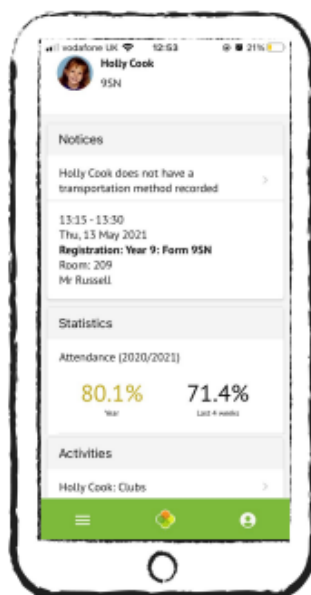 vodafone UK 12:53 21%
Holly Cook
9SN
Notices
Holly Cook does not have a
transportation method recorded
13:15 - 13:30
Thu, 13 May 2021
Registration: Year 9: Form 9SN
Room: 209
Mr Russell
Statistics
Attendance (2020/2021)
80.1% 71.4%
Year Last 4 weeks
Activities
Holly Cook: Clubs